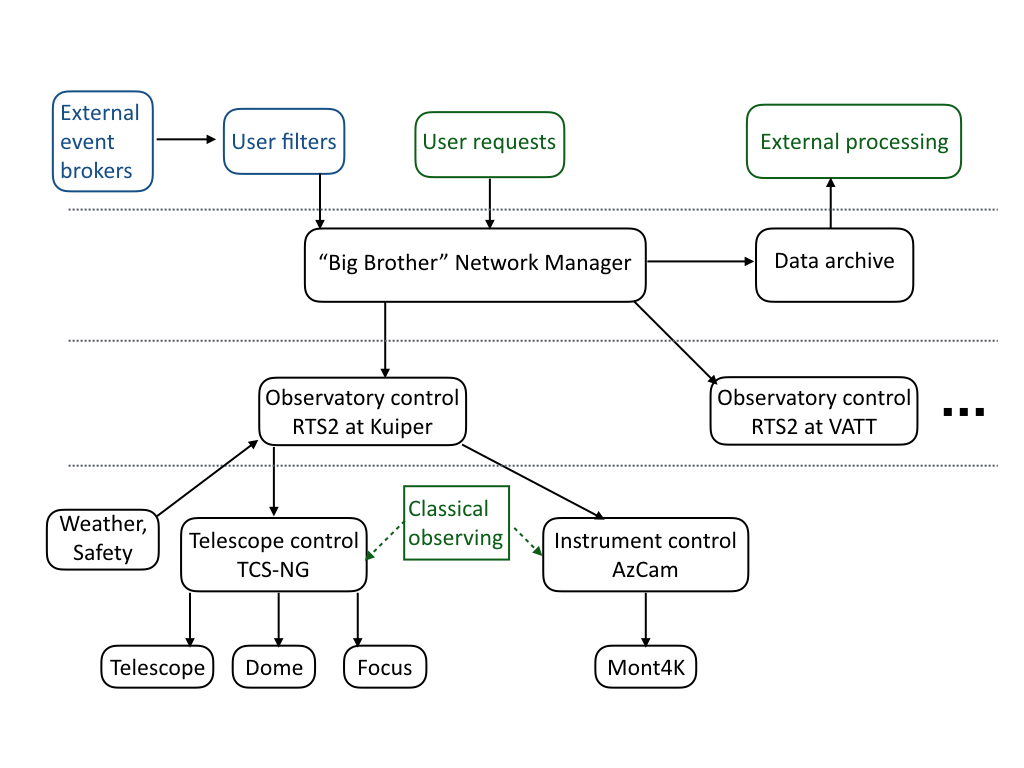 External
event
brokers
User filters
User requests
External processing
“Big Brother” Network Manager
Data archive
Observatory control
RTS2 at Kuiper
Observatory control
RTS2 at VATT
...
Weather,
Safety
Telescope control
TCS-NG
Classical
observing
Instrument control
AzCam
Telescope
Dome
Focus
Mont4K